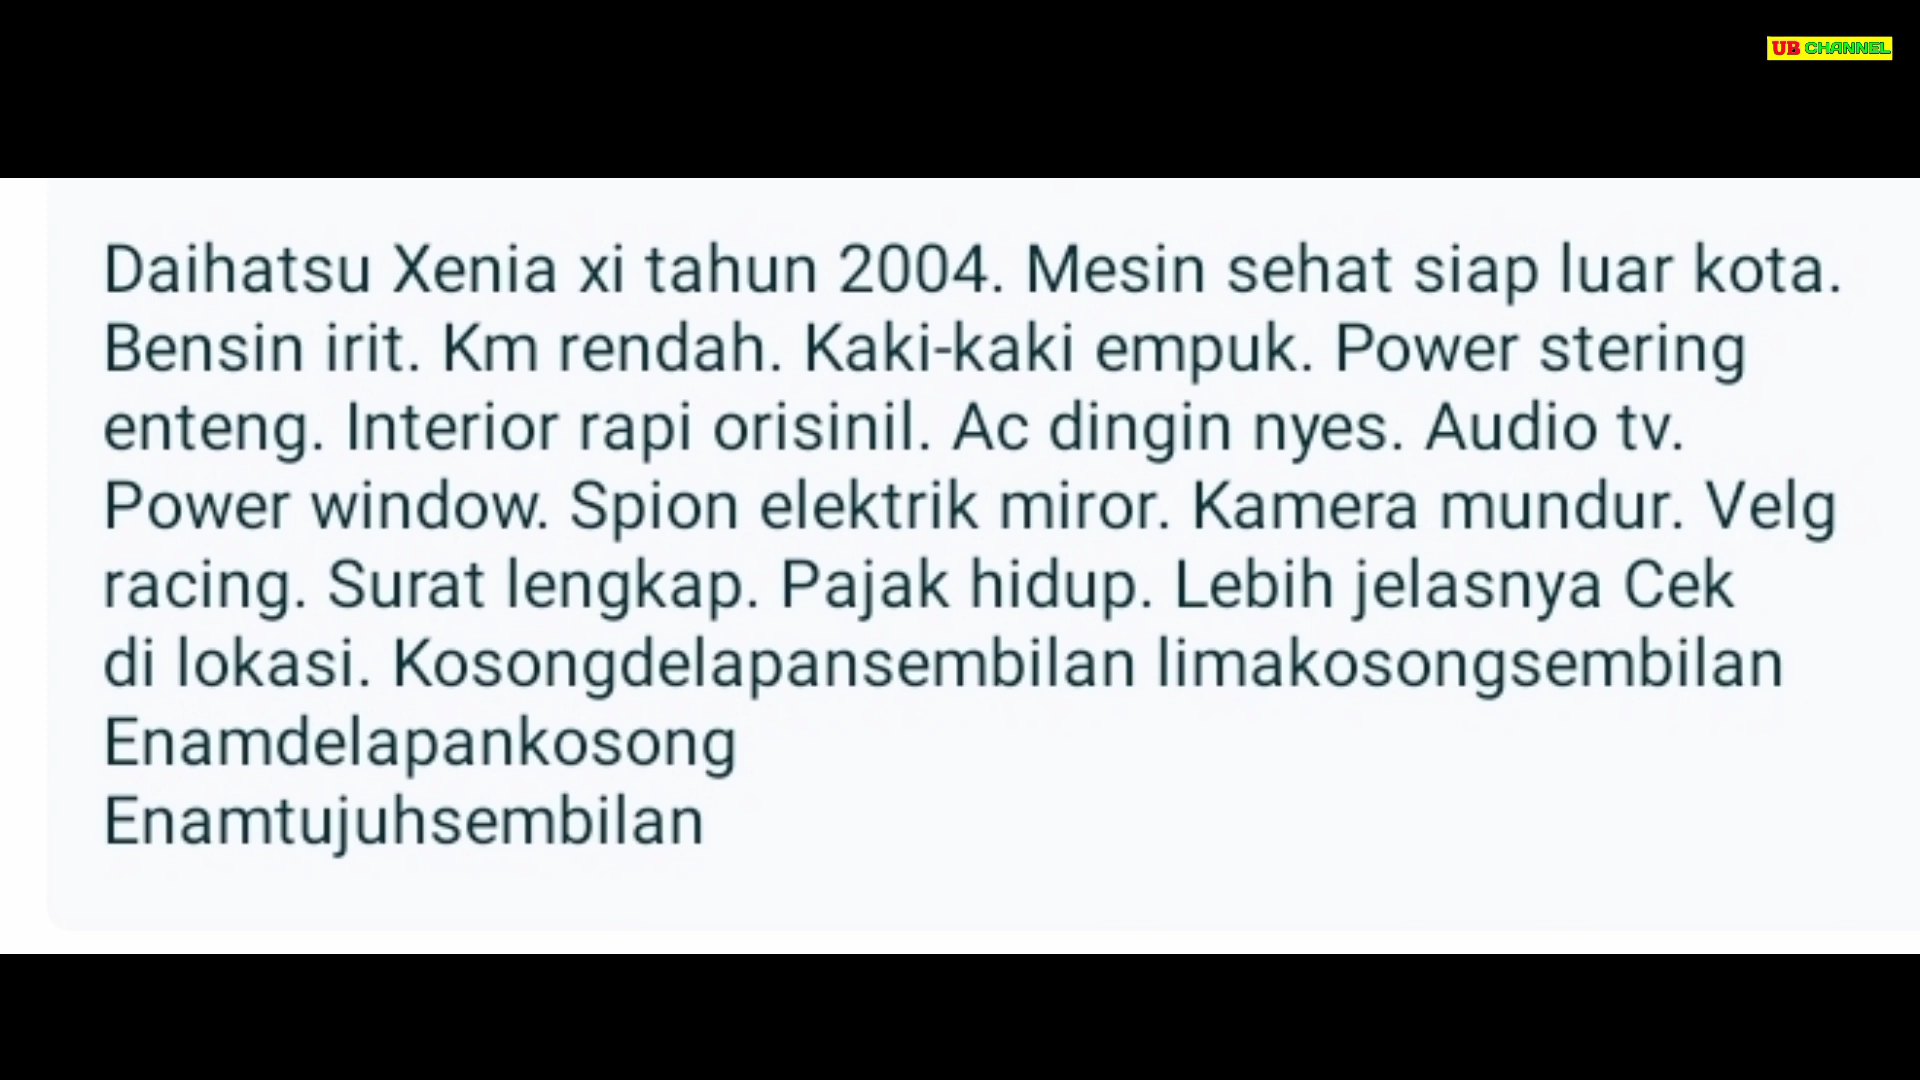 UB CHANNEL
Daihatsu Xenia xi tahun 2004. Mesin sehat siap luar kota.
Bensin irit. Km rendah. Kaki-kaki empuk. Power stering
enteng. Interior rapi orisinil. Ac dingin nyes. Audio tv.
Power window. Spion elektrik miror. Kamera mundur. Velg
racing. Surat lengkap. Pajak hidup. Lebih jelasnya Cek
di lokasi. Kosongdelapansembilan limakosongsembilan
Enamdelapankosong
Enamtujuhsembilan